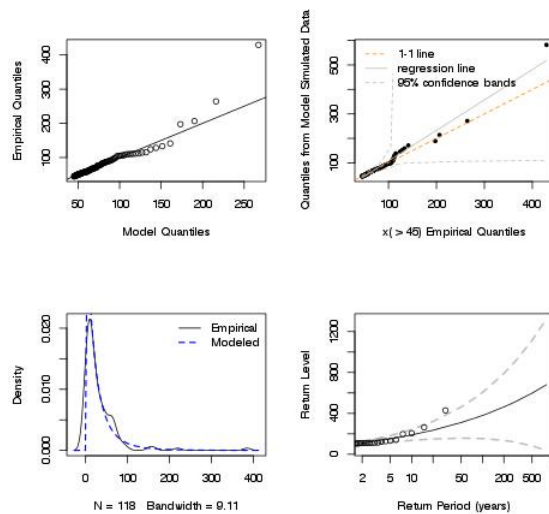 Empirical Quantiles
400
300
200
100
50
100
150
200
250
Model Quantiles
Quantiles from Model Simulated Data
500
300
100
1-1 line
regression line
95% confidence bands
100
200
300
400
x( > 45) Empirical Quantiles
Density
0.020
0.010
0.000
Empirical
Modeled
0
100
200
300
400
N = 118 Bandwidth = 9.11
Return Level
1200
800
400
0
2
5
10
20
50
200
500
Return Period (years)